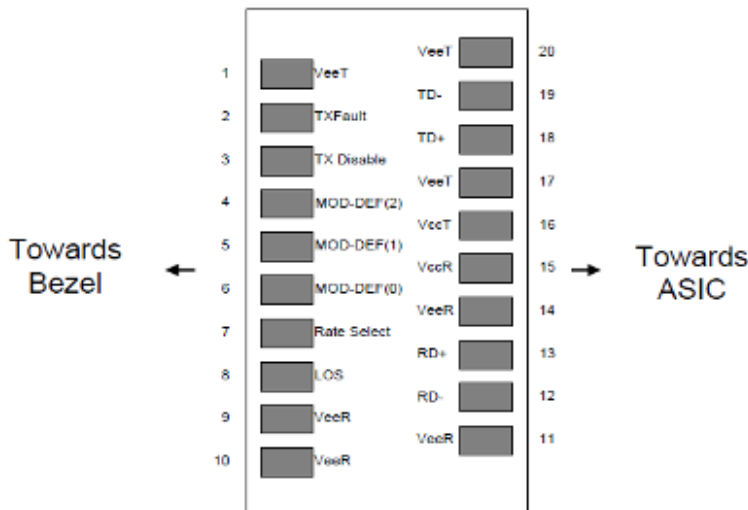 VeeT 20
1 VeeT
TD- 19
2 TXFault
TD+ 18
3 TX Disable
VeeT 17
4 MOD-DEF(2)
VccT 16
5 MOD-DEF(1)
Towards Bezel
VccR 15
Towards ASIC
6 MOD-DEF(0)
VeeR 14
7 Rate Select
RD+ 13
8 LOS
RD- 12
9 VeeR
VeeR 11
10 VeeR